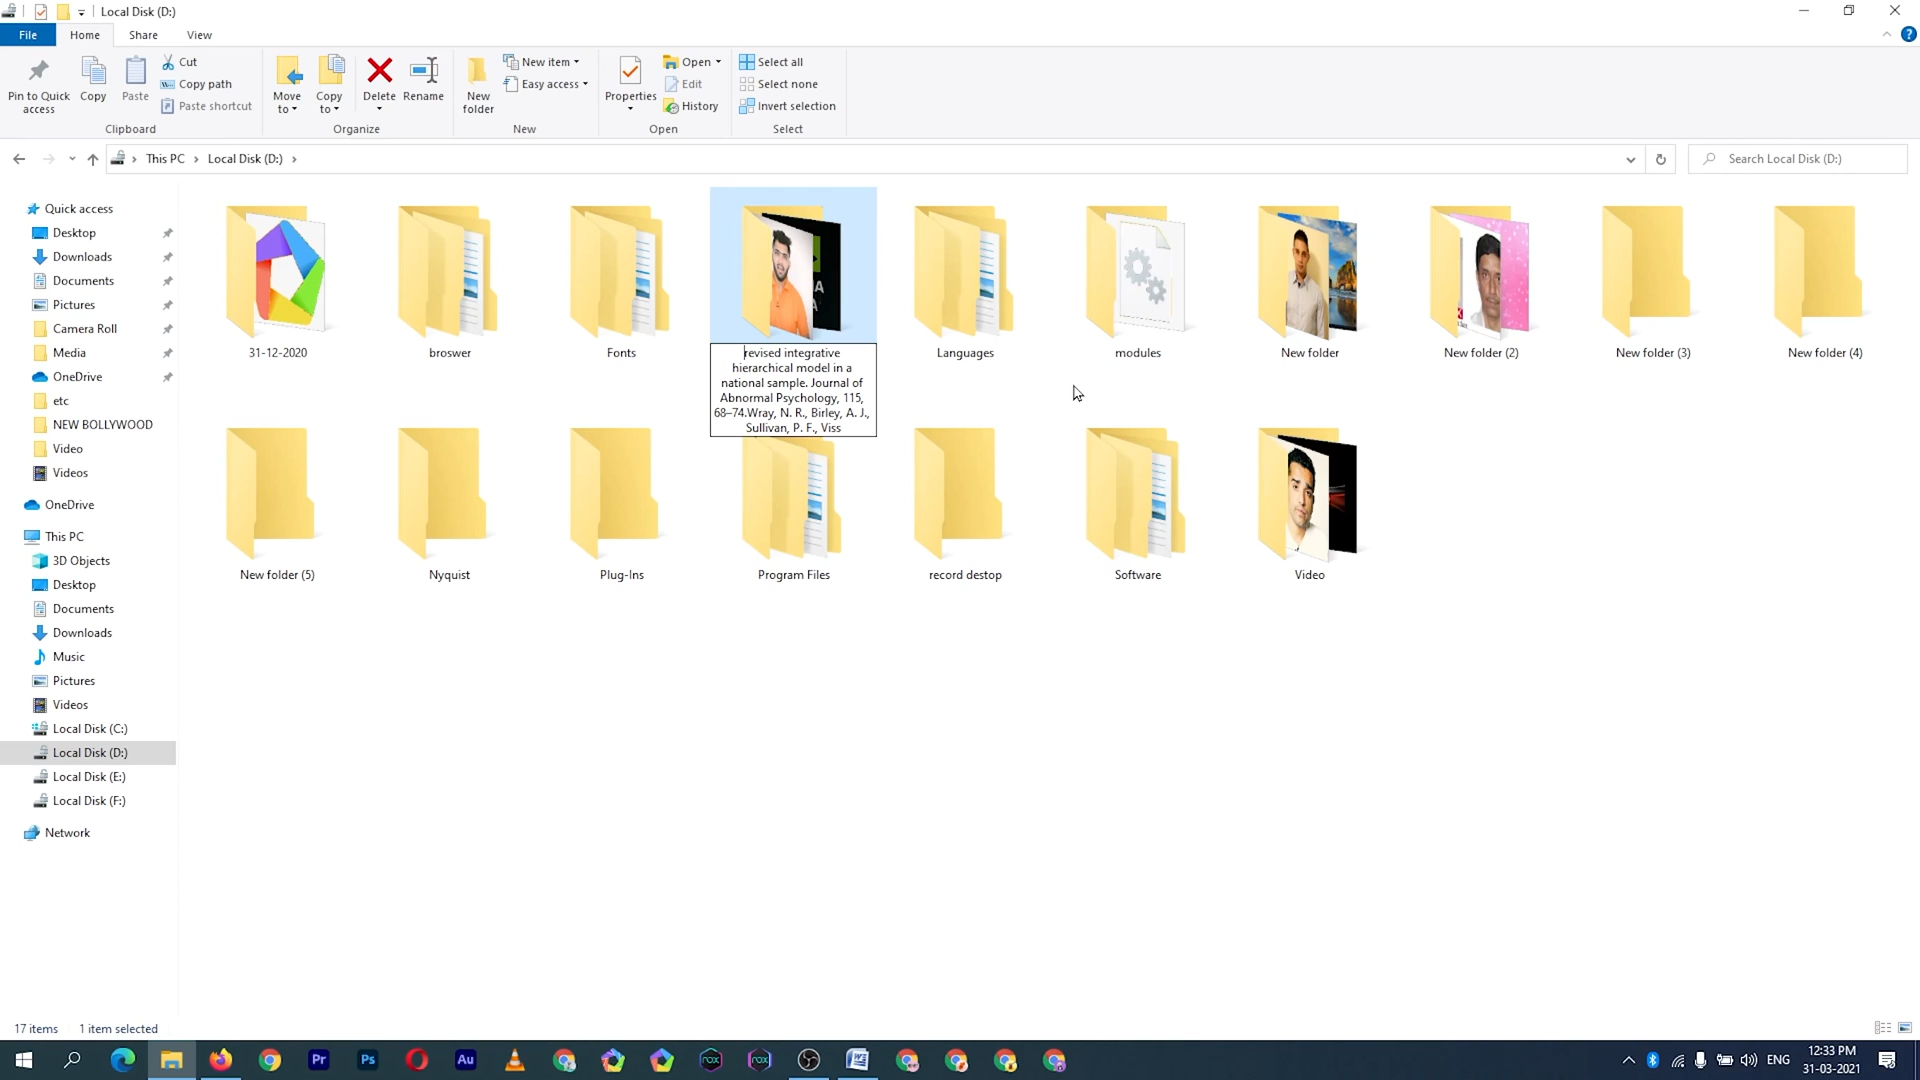 Local Disk (D:)
File
Home
Share
View
Pin to Quick
access
Copy
Paste
Cut
Copy path
Paste shortcut
Clipboard
Move
to
Copy
to
Delete
Rename
Organize
New
folder
New item
Easy access
New
Properties
Open
Edit
History
Open
Select all
Select none
Invert selection
Select
This PC
Local Disk (D:)
Search Local Disk (D:)
Quick access
Desktop
Downloads
Documents
Pictures
Camera Roll
Media
OneDrive
etc
NEW BOLLYWOOD
Video
Videos
OneDrive
This PC
3D Objects
Desktop
Documents
Downloads
Music
Pictures
Videos
Local Disk (C:)
Local Disk (D:)
Local Disk (E:)
Local Disk (F:)
Network
31-12-2020
broswer
Fonts
revised integrative
hierarchical model in a
national sample. Journal of
Abnormal Psychology, 115,
68–74.Wray, N. R., Birley, A. J.,
Sullivan, P. F., Viss
Languages
modules
New folder
New folder (2)
New folder (3)
New folder (4)
New folder (5)
Nyquist
Plug-Ins
Program Files
record destop
Software
Video
17 items
1 item selected
Pr
Ps
Au
nox
nox
W
ENG
12:33 PM
31-03-2021